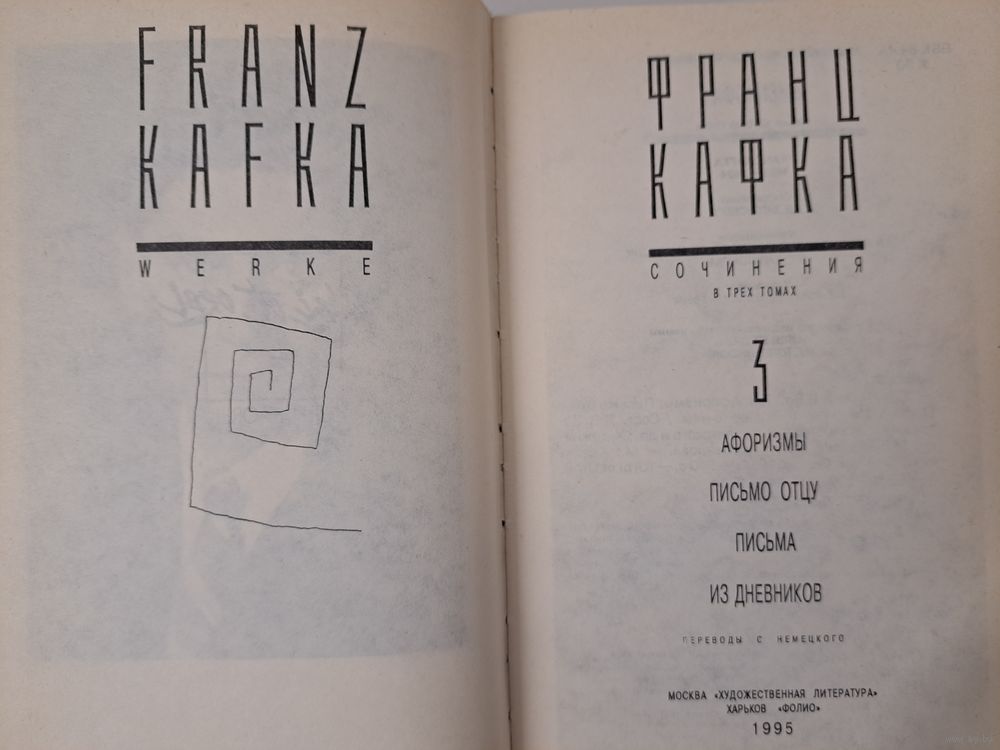 FRANZ
KAFKA
WERKE
ФРАНЦ
КАФКА
СОЧИНЕНИЯ
В ТРЕХ ТОМАХ
3
АФОРИЗМЫ
ПИСЬМО ОТЦУ
ПИСЬМА
ИЗ ДНЕВНИКОВ
ПЕРЕВОДЫ С НЕМЕЦКОГО
МОСКВА «ХУДОЖЕСТВЕННАЯ ЛИТЕРАТУРА»
ХАРЬКОВ «ФОЛИО»
1995